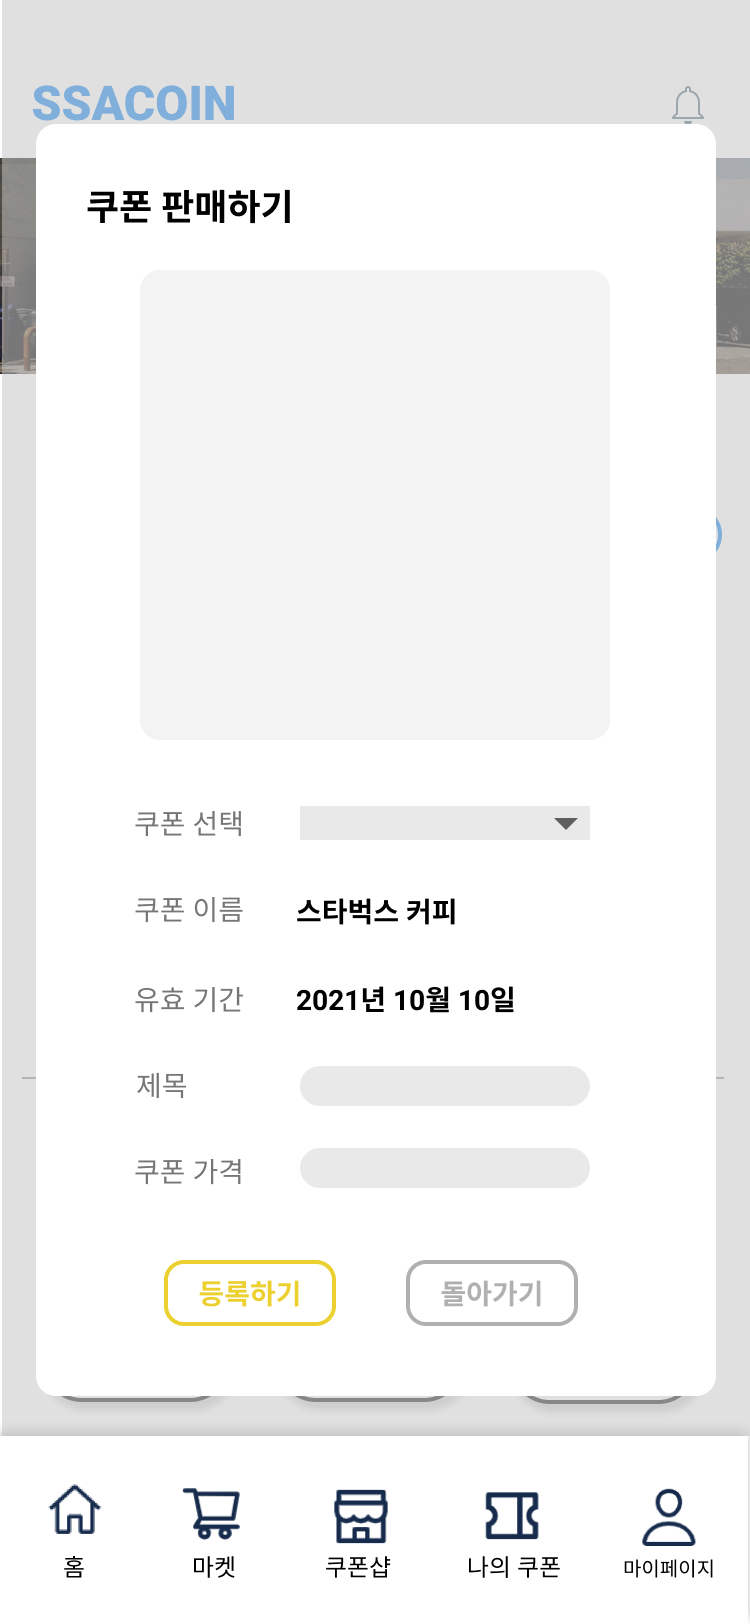 SSACOIN
쿠폰 판매하기
쿠폰 선택
쿠폰 이름 스타벅스 커피
유효 기간 2021년 10월 10일
제목
쿠폰 가격
등록하기 돌아가기
홈 마켓 쿠폰샵 나의 쿠폰 마이페이지